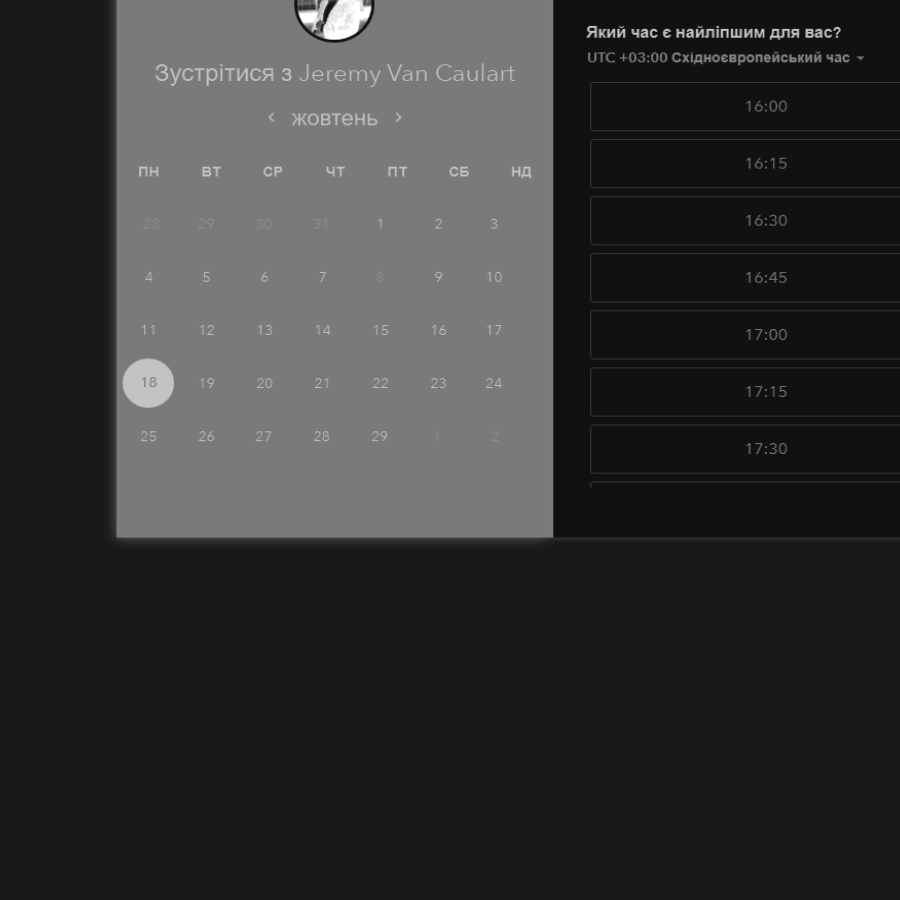 Зустрітися з Jeremy Van Caulart
жовтень
ПН ВТ СР ЧТ ПТ СБ НД
28 29 30 31 1 2 3
4 5 6 7 8 9 10
11 12 13 14 15 16 17
18 19 20 21 22 23 24
25 26 27 28 29 1 2
Який час є найліпшим для вас?
UTC +03:00 Східноєвропейський час
16:00
16:15
16:30
16:45
17:00
17:15
17:30